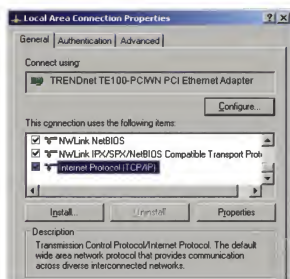 Local Area Connection Properties
General Authentication Advanced
Connect using:
TRENDnet TE100-PCIWN PCI Ethernet Adapter
Configure...
This connection uses the following items:
NWLink NetBIOS
NWLink IPX/SPX/NetBIOS Compatible Transport Prot
Internet Protocol (TCP/IP)
Install... Uninstall Properties
Description
Transmission Control Protocol/Internet Protocol. The default
wide area network protocol that provides communication
across diverse interconnected networks.